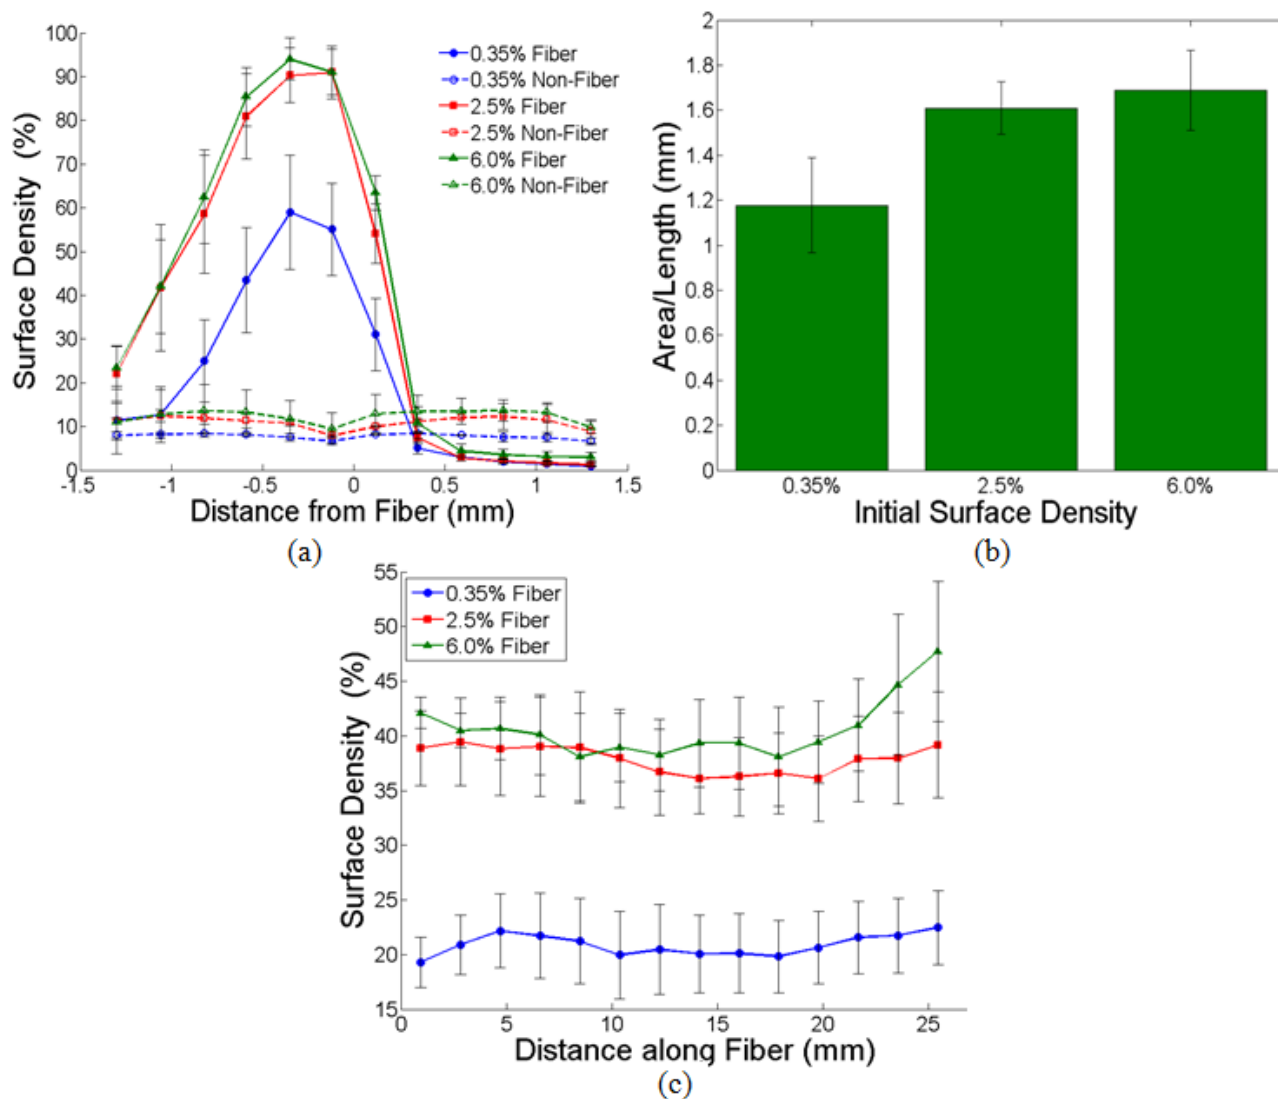 100
90
80
70
60
50
40
30
20
10
0
Surface Density (%)
-1.5
-1
-0.5
0
0.5
1
1.5
Distance from Fiber (mm)
0.35% Fiber
0.35% Non-Fiber
2.5% Fiber
2.5% Non-Fiber
6.0% Fiber
6.0% Non-Fiber
(a)
2
1.8
1.6
1.4
1.2
1
0.8
0.6
0.4
0.2
0
Area/Length (mm)
0.35%
2.5%
6.0%
Initial Surface Density
(b)
55
50
45
40
35
30
25
20
15
Surface Density (%)
0
5
10
15
20
25
Distance along Fiber (mm)
0.35% Fiber
2.5% Fiber
6.0% Fiber
(c)